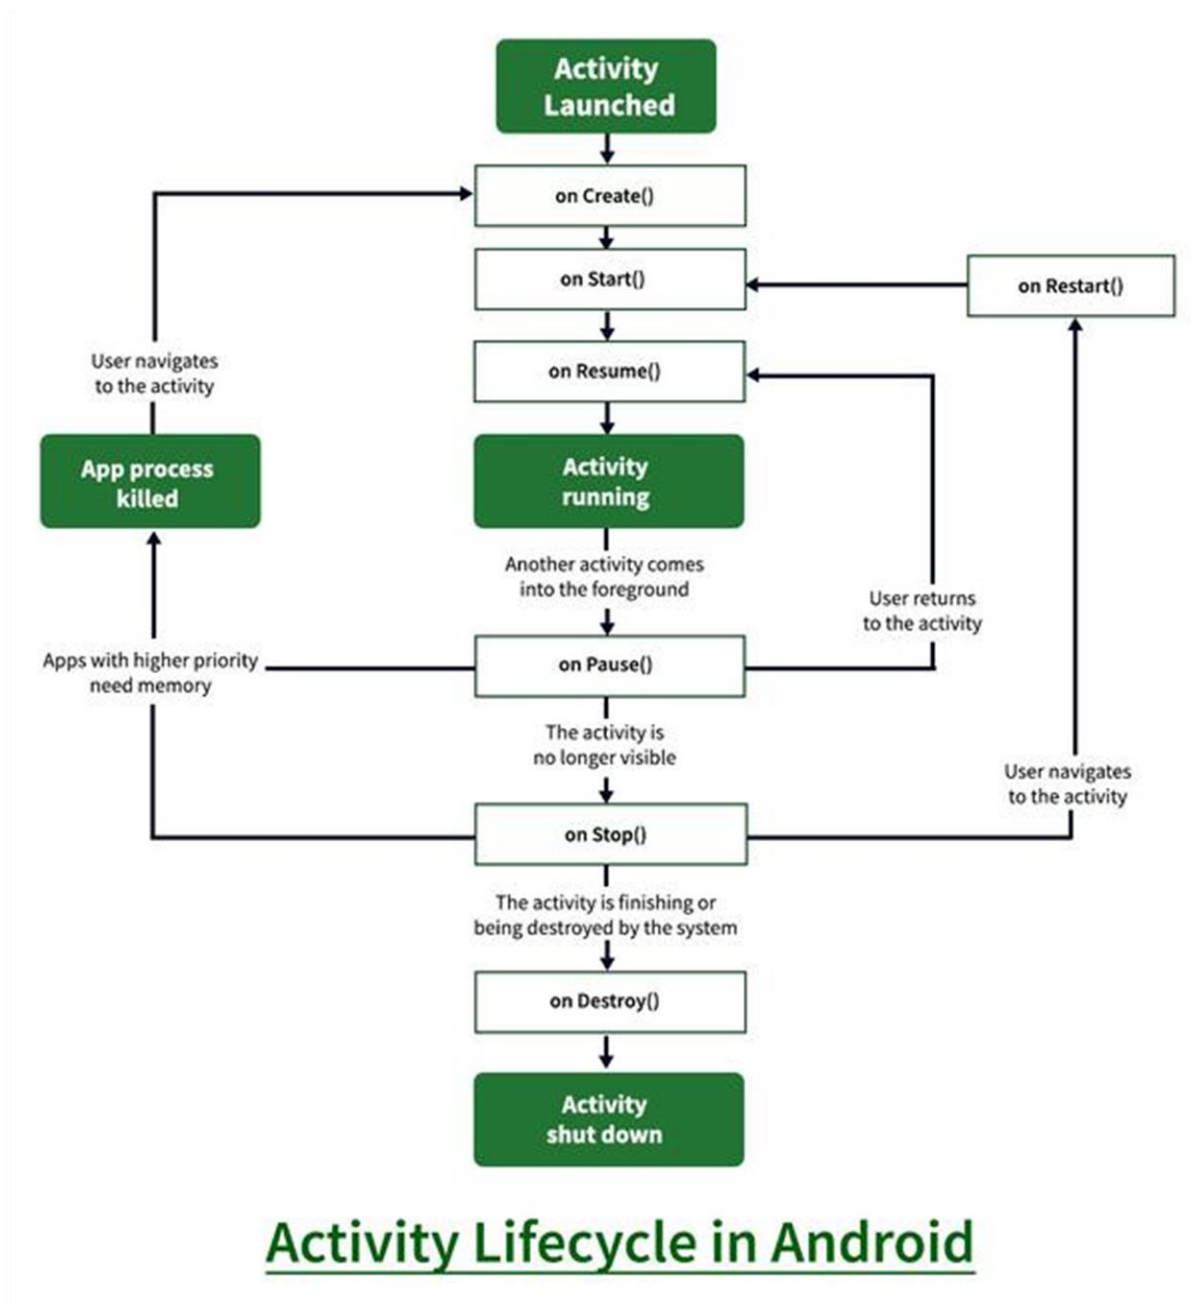 Activity
Launched
on Create()
on Start()
on Restart()
on Resume()
User navigates
to the activity
App process
killed
Activity
running
Another activity comes
into the foreground
User returns
to the activity
on Pause()
Apps with higher priority
need memory
The activity is
no longer visible
User navigates
to the activity
on Stop()
The activity is finishing or
being destroyed by the system
on Destroy()
Activity
shut down
Activity Lifecycle in Android